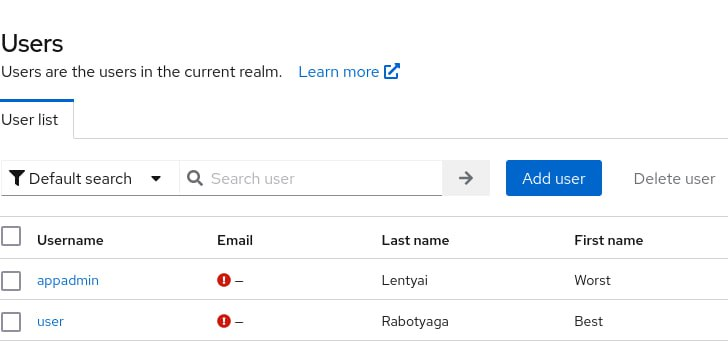 Users
Users are the users in the current realm. Learn more
User list
Default search Search user Add user Delete user
Username Email Last name First name
appadmin – Lentyai Worst
user – Rabotyaga Best